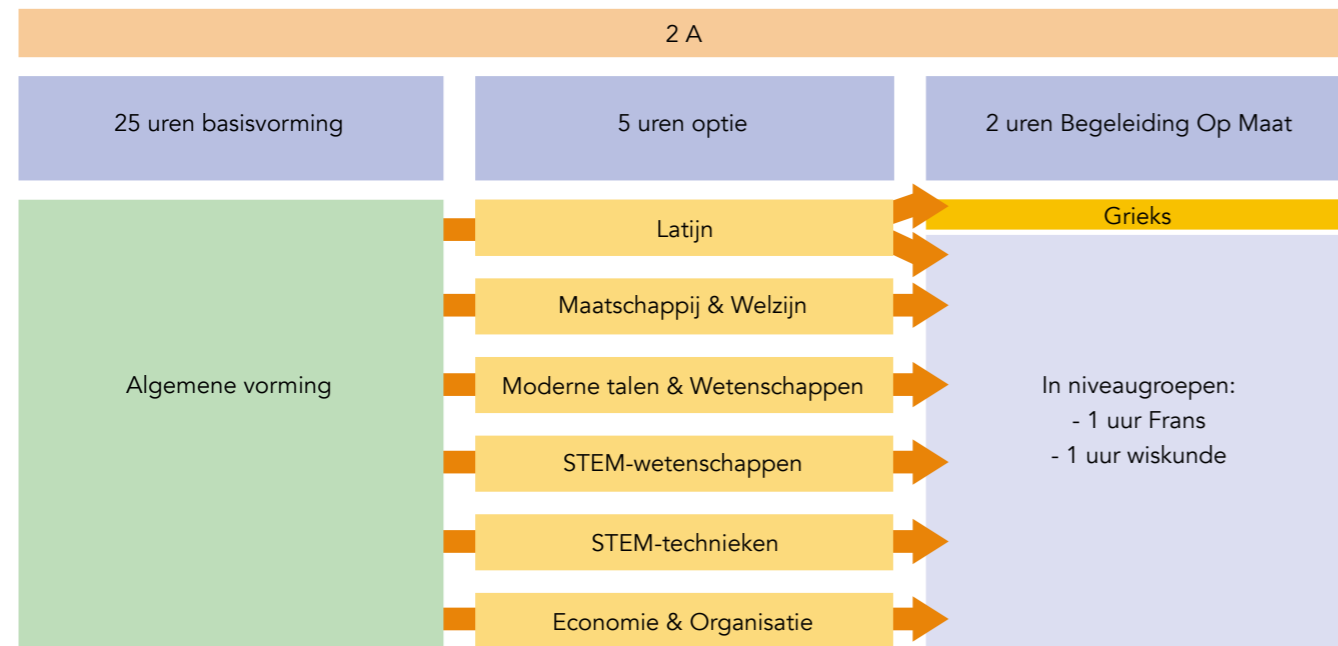 2 A
25 uren basisvorming
5 uren optie
2 uren Begeleiding Op Maat
Algemene vorming
Latijn
Maatschappij & Welzijn
Moderne talen & Wetenschappen
STEM-wetenschappen
STEM-technieken
Economie & Organisatie
Grieks
In niveaugroepen:
- 1 uur Frans
- 1 uur wiskunde